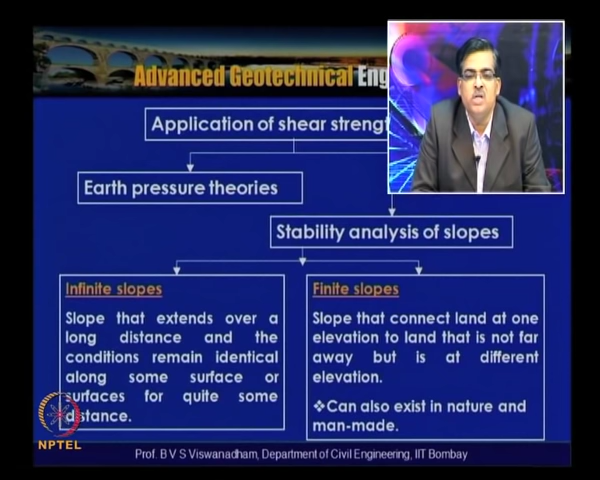 Advanced Geotechnical Eng
Application of shear strengt
Earth pressure theories
Stability analysis of slopes
Infinite slopes
Slope that extends over a
long distance and the
conditions remain identical
along some surface or
surfaces for quite some
distance.
Finite slopes
Slope that connect land at one
elevation to land that is not far
away but is at different
elevation.
❖Can also exist in nature and
man-made.
NPTEL
Prof. B V S Viswanadham, Department of Civil Engineering, IIT Bombay